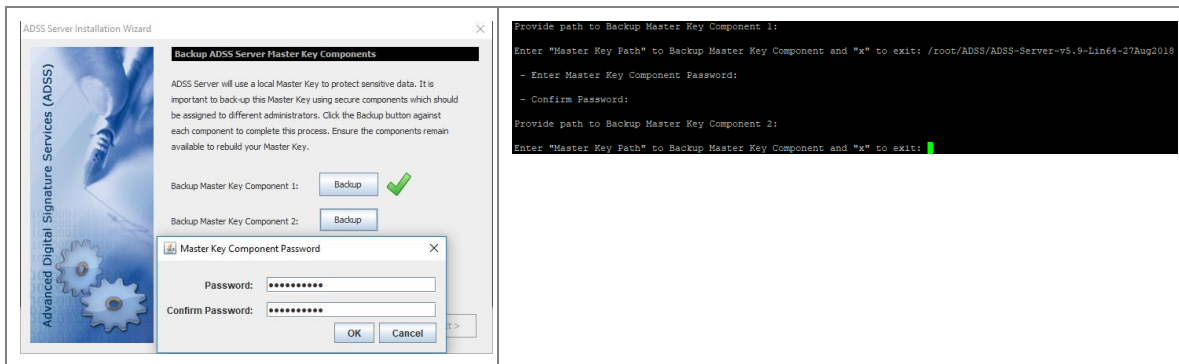 ADSS Server Installation Wizard
Advanced Digital Signature Services (ADSS)
Backup ADSS Server Master Key Components
ADSS Server will use a local Master Key to protect sensitive data. It is
important to back-up this Master Key using secure components which should
be assigned to different administrators. Click the Backup button against
each component to complete this process. Ensure the components remain
available to rebuild your Master Key.
Backup Master Key Component 1: Backup
Backup Master Key Component 2: Backup
Master Key Component Password
Password: ●●●●●●●●●●
Confirm Password: ●●●●●●●●●●
OK Cancel
Provide path to Backup Master Key Component 1:
Enter "Master Key Path" to Backup Master Key Component and "x" to exit: /root/ADSS/ADSS-Server-v5.9-Lin64-27Aug2018
- Enter Master Key Component Password:
- Confirm Password:
Provide path to Backup Master Key Component 2:
Enter "Master Key Path" to Backup Master Key Component and "x" to exit: